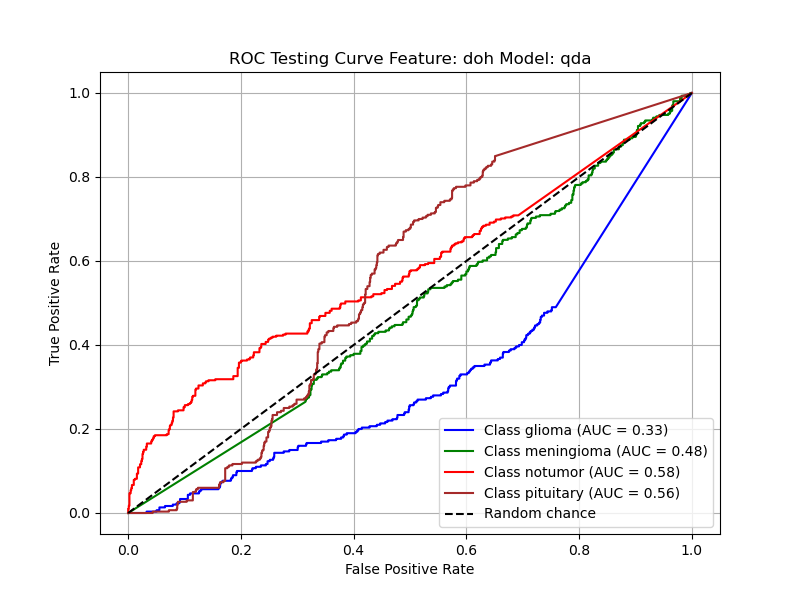 ROC Testing Curve Feature: doh Model: qda
True Positive Rate
1.0
0.8
0.6
0.4
0.2
0.0
Class glioma (AUC = 0.33)
Class meningioma (AUC = 0.48)
Class notumor (AUC = 0.58)
Class pituitary (AUC = 0.56)
Random chance
0.0 0.2 0.4 0.6 0.8 1.0
False Positive Rate